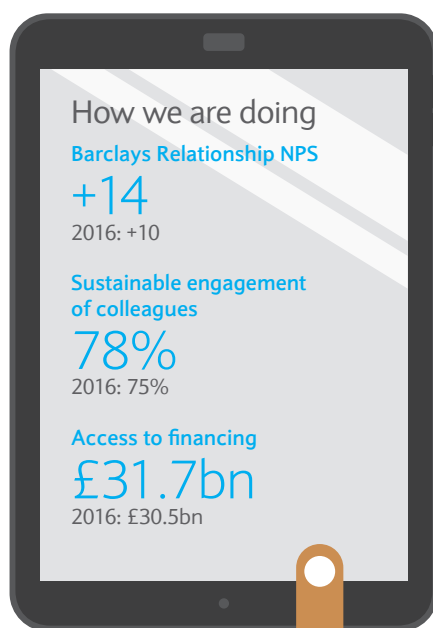 How we are doing
Barclays Relationship NPS
+14
2016: +10
Sustainable engagement
of colleagues
78%
2016: 75%
Access to financing
£31.7bn
2016: £30.5bn